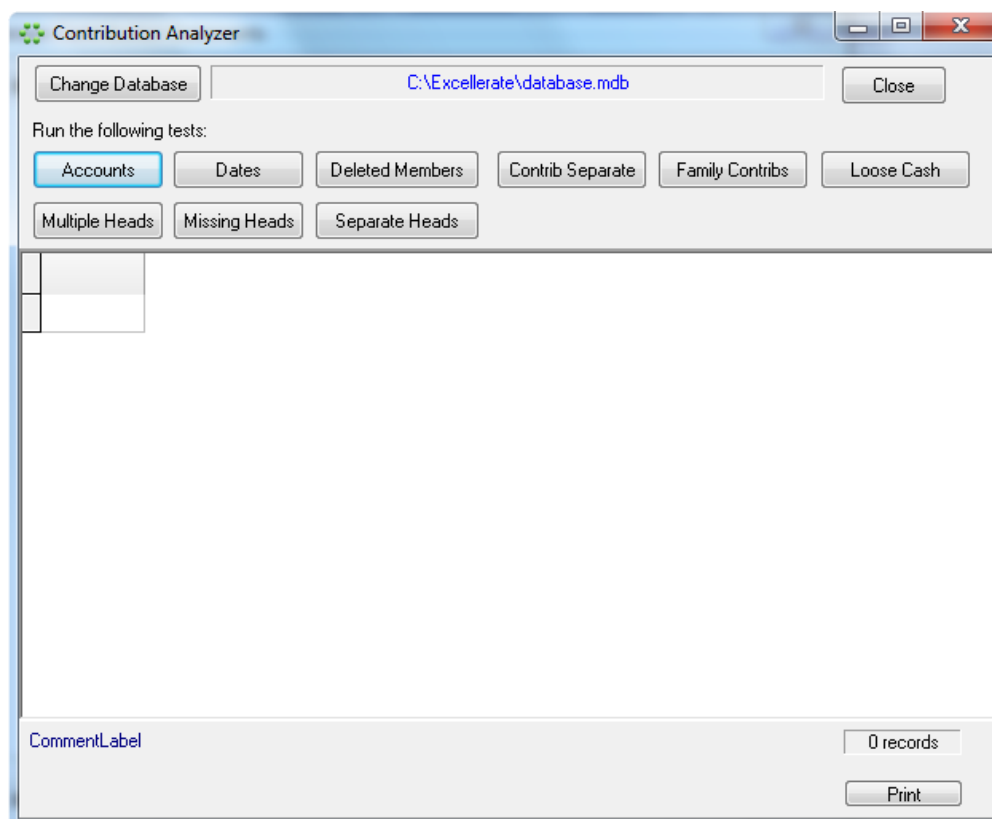 Contribution Analyzer
Change Database C:\Excellerate\database.mdb Close
Run the following tests:
Accounts Dates Deleted Members Contrib Separate Family Contribs Loose Cash
Multiple Heads Missing Heads Separate Heads
CommentLabel 0 records
Print